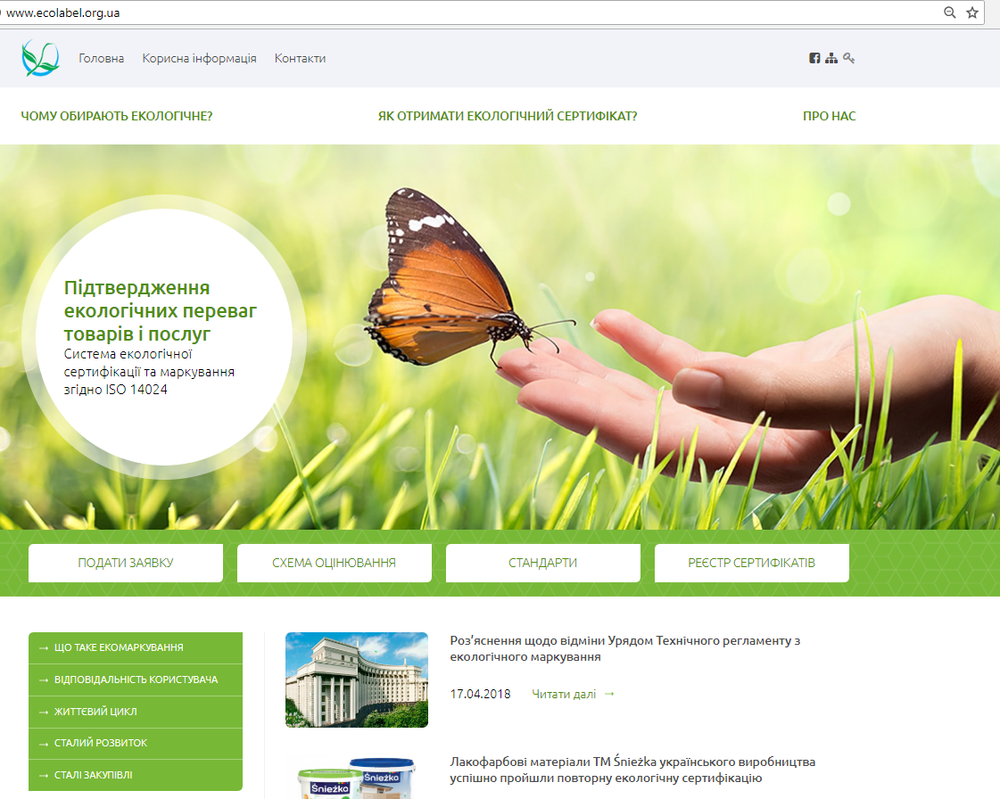 www.ecolabel.org.ua
Головна Корисна інформація Контакти
ЧОМУ ОБИРАЮТЬ ЕКОЛОГІЧНЕ? ЯК ОТРИМАТИ ЕКОЛОГІЧНИЙ СЕРТИФІКАТ? ПРО НАС
Підтвердження
екологічних переваг
товарів і послуг
Система екологічної
сертифікації та маркування
згідно ISO 14024
ПОДАТИ ЗАЯВКУ СХЕМА ОЦІНЮВАННЯ СТАНДАРТИ РЕЄСТР СЕРТИФІКАТІВ
→ ЩО ТАКЕ ЕКОМАРКУВАННЯ
→ ВІДПОВІДАЛЬНІСТЬ КОРИСТУВАЧА
→ ЖИТТЄВИЙ ЦИКЛ
→ СТАЛИЙ РОЗВИТОК
→ СТАЛІ ЗАКУПІВЛІ
Роз’яснення щодо відміни Урядом Технічного регламенту з
екологічного маркування
17.04.2018 Читати далі →
Śnieżka Śnieżka
Лакофарбові матеріали ТМ Śnieżka українського виробництва
успішно пройшли повторну екологічну сертифікацію